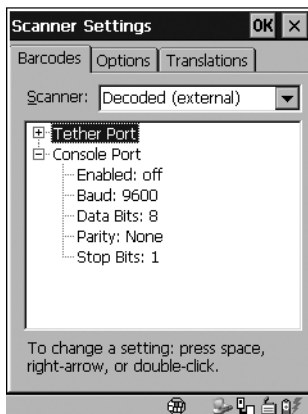 Scanner Settings OK ×
Barcodes Options Translations
Scanner: Decoded (external)
Tether Port
Console Port
Enabled: off
Baud: 9600
Data Bits: 8
Parity: None
Stop Bits: 1
To change a setting: press space,
right-arrow, or double-click.